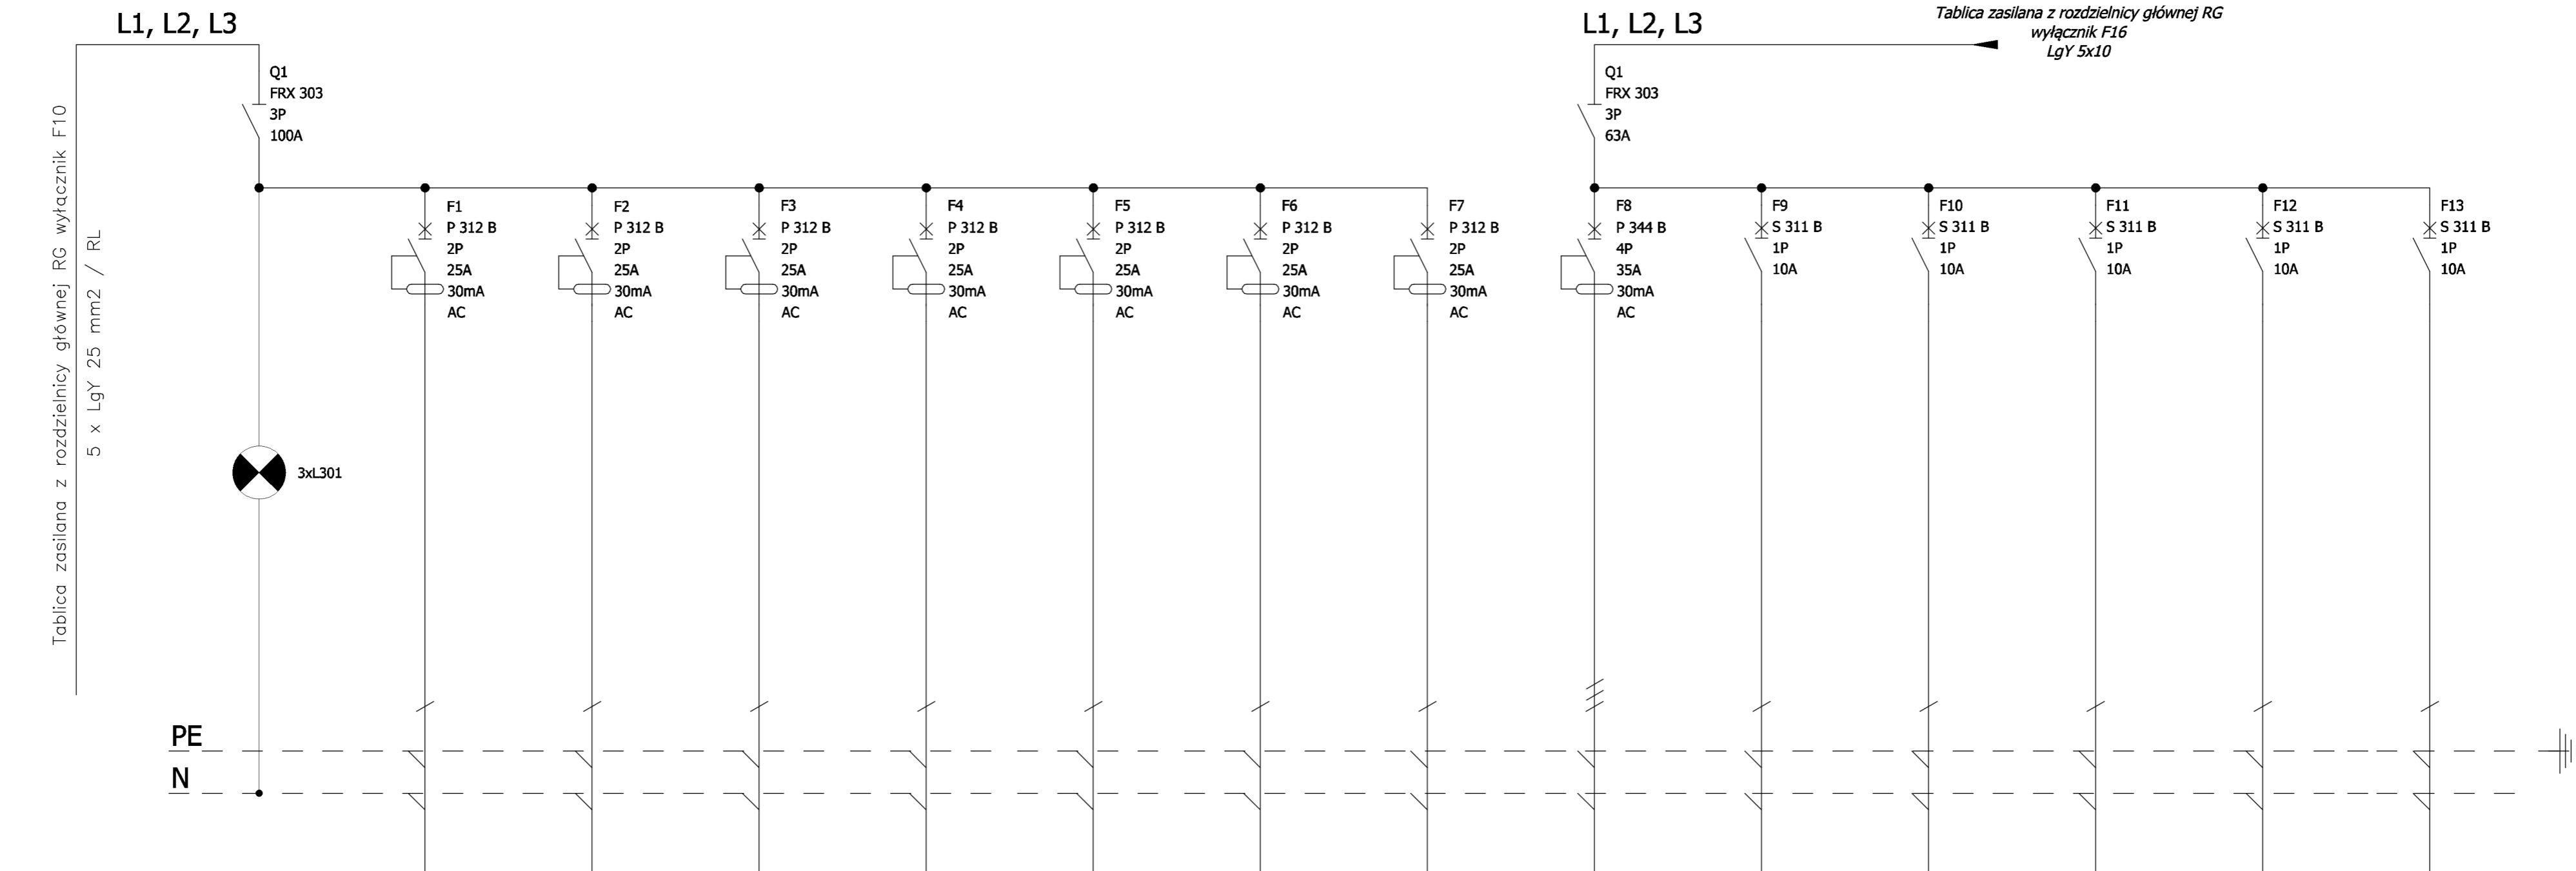 L1, L2, L3
Q1
FRX 303
3P
100A
Tablica zasilana z rozdzielnicy głównej RG wyłącznik F10
5 x LgY 25 mm2 / RL
3xL301
F1
P 312 B
2P
25A
30mA
AC
F2
P 312 B
2P
25A
30mA
AC
F3
P 312 B
2P
25A
30mA
AC
F4
P 312 B
2P
25A
30mA
AC
F5
P 312 B
2P
25A
30mA
AC
F6
P 312 B
2P
25A
30mA
AC
F7
P 312 B
2P
25A
30mA
AC
L1, L2, L3
Tablica zasilana z rozdzielnicy głównej RG
wyłącznik F16
LgY 5x10
Q1
FRX 303
3P
63A
F8
P 344 B
4P
35A
30mA
AC
F9
S 311 B
1P
10A
F10
S 311 B
1P
10A
F11
S 311 B
1P
10A
F12
S 311 B
1P
10A
F13
S 311 B
1P
10A
PE
N